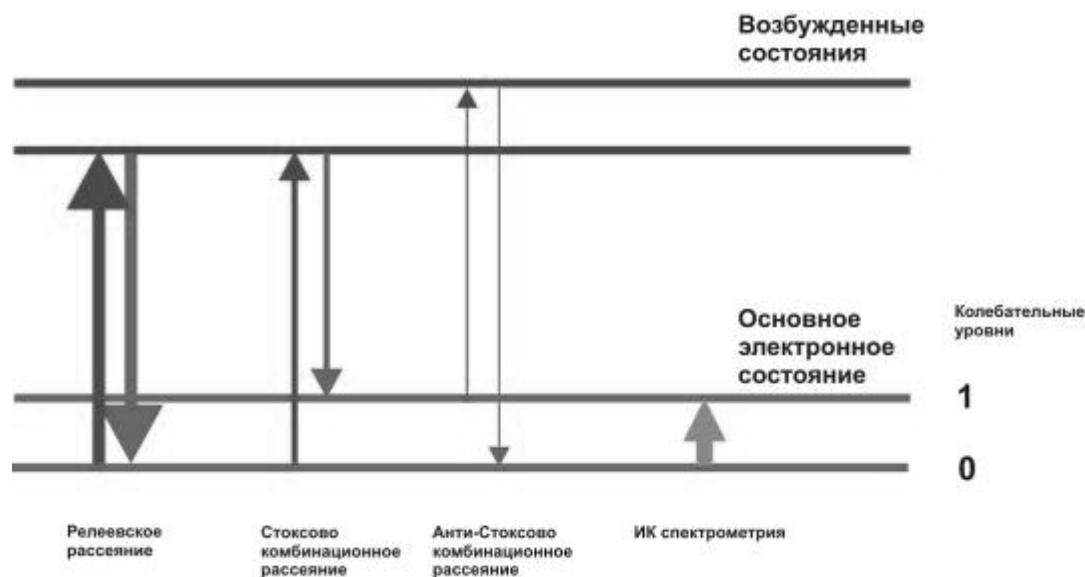 Возбужденные
состояния
Основное
электронное
состояние
Колебательные
уровни
1
0
Релеевское
рассеяние
Стоксово
комбинационное
рассеяние
Анти-Стоксово
комбинационное
рассеяние
ИК спектрометрия